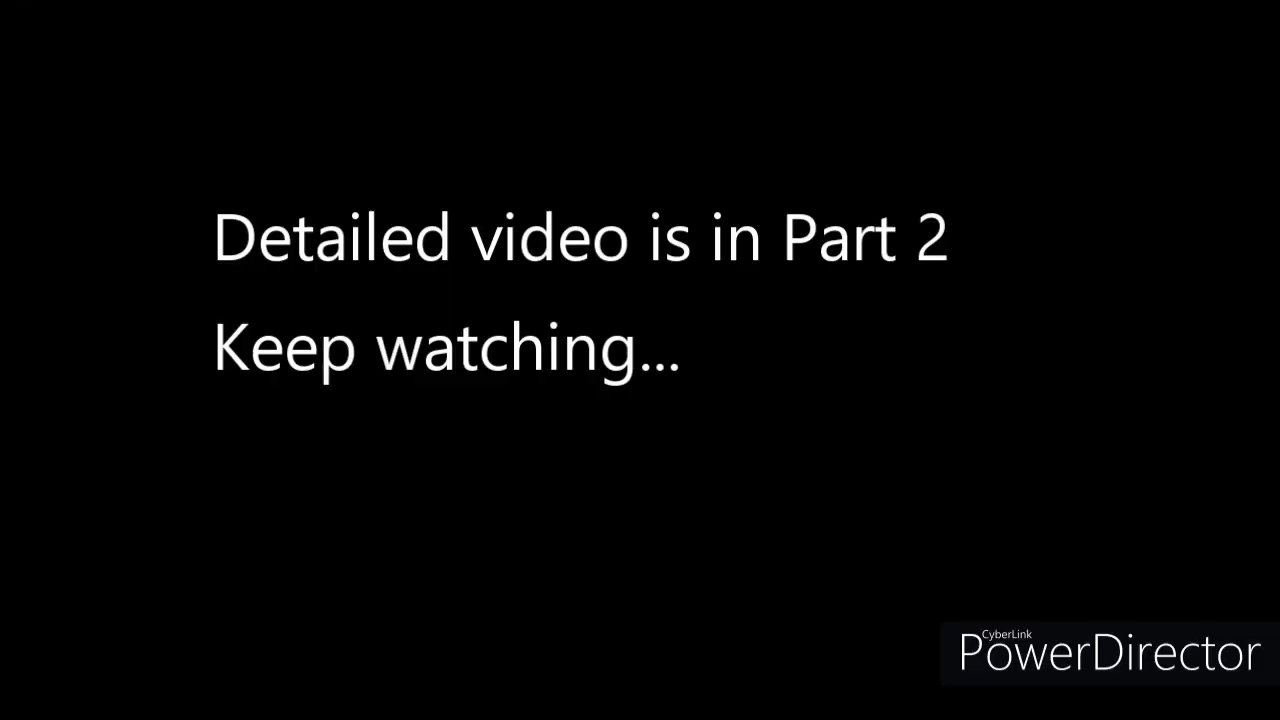 Detailed video is in Part 2
Keep watching...
CyberLink
PowerDirector